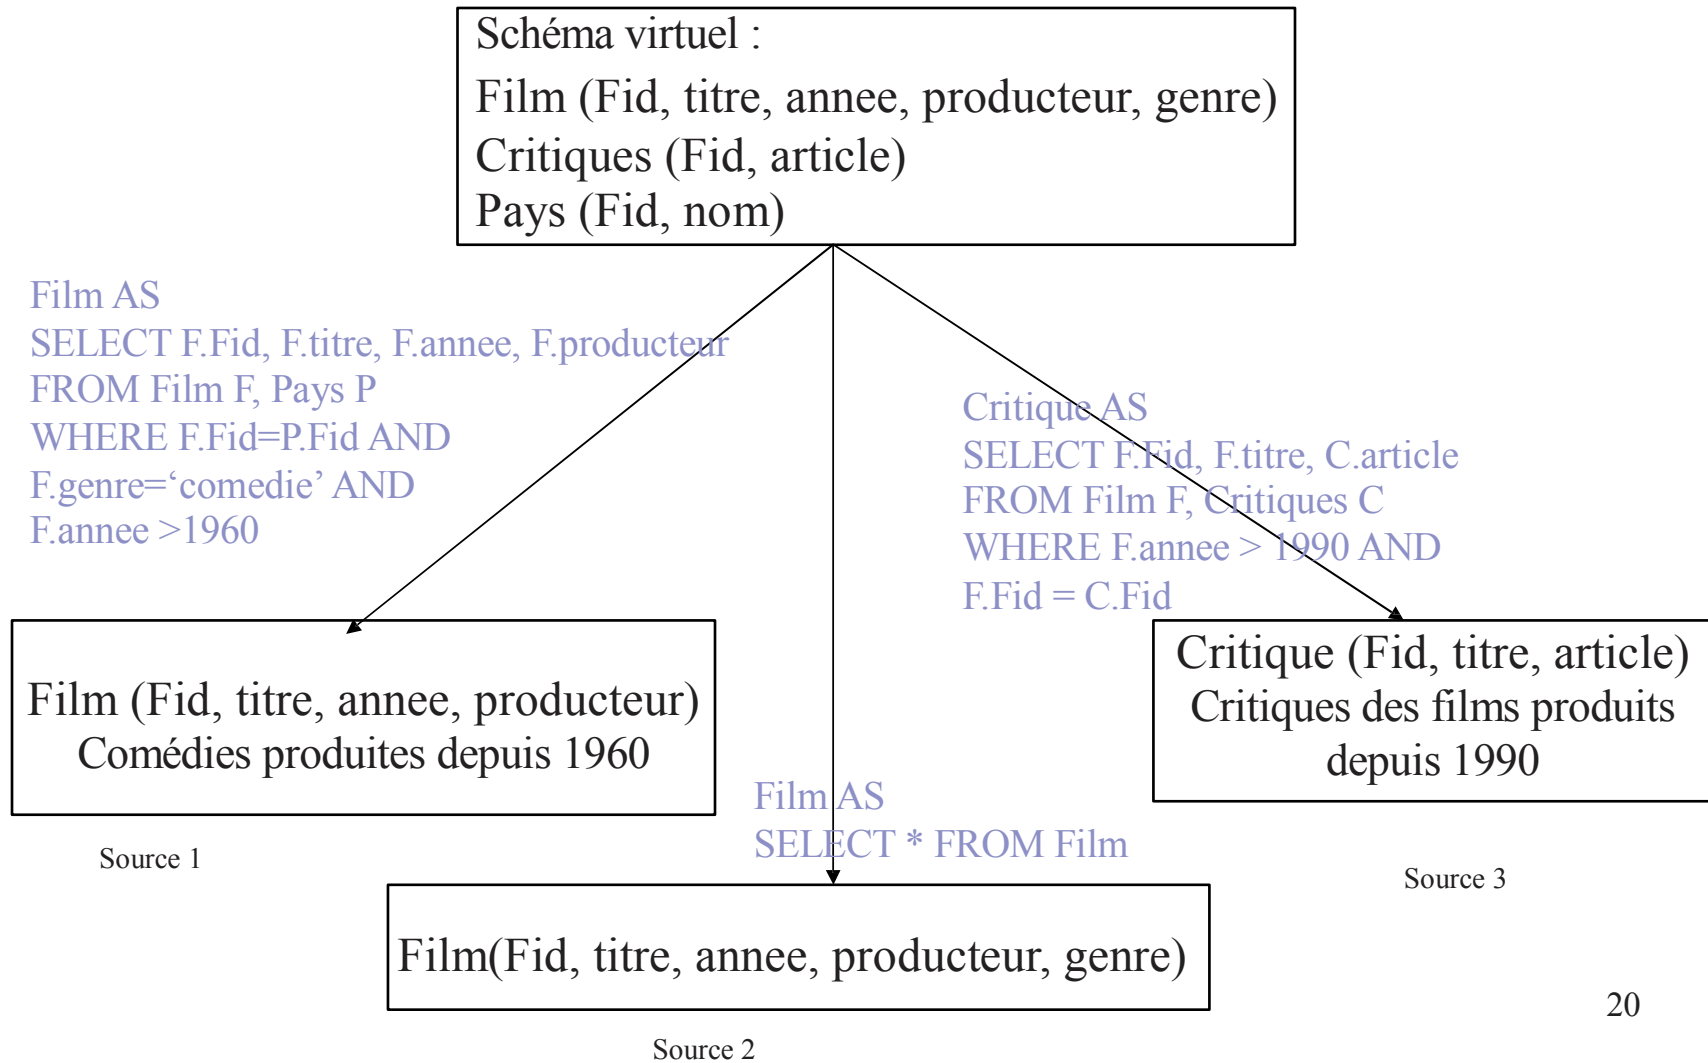 Schéma virtuel :
Film (Fid, titre, annee, producteur, genre)
Critiques (Fid, article)
Pays (Fid, nom)
Film AS
SELECT F.Fid, F.titre, F.annee, F.producteur
FROM Film F, Pays P
WHERE F.Fid=P.Fid AND
F.genre=‘comedie’ AND
F.annee >1960
Critique AS
SELECT F.Fid, F.titre, C.article
FROM Film F, Critiques C
WHERE F.annee > 1990 AND
F.Fid = C.Fid
Film (Fid, titre, annee, producteur)
Comédies produites depuis 1960
Source 1
Film AS
SELECT * FROM Film
Critique (Fid, titre, article)
Critiques des films produits
depuis 1990
Source 3
Film(Fid, titre, annee, producteur, genre)
Source 2
20